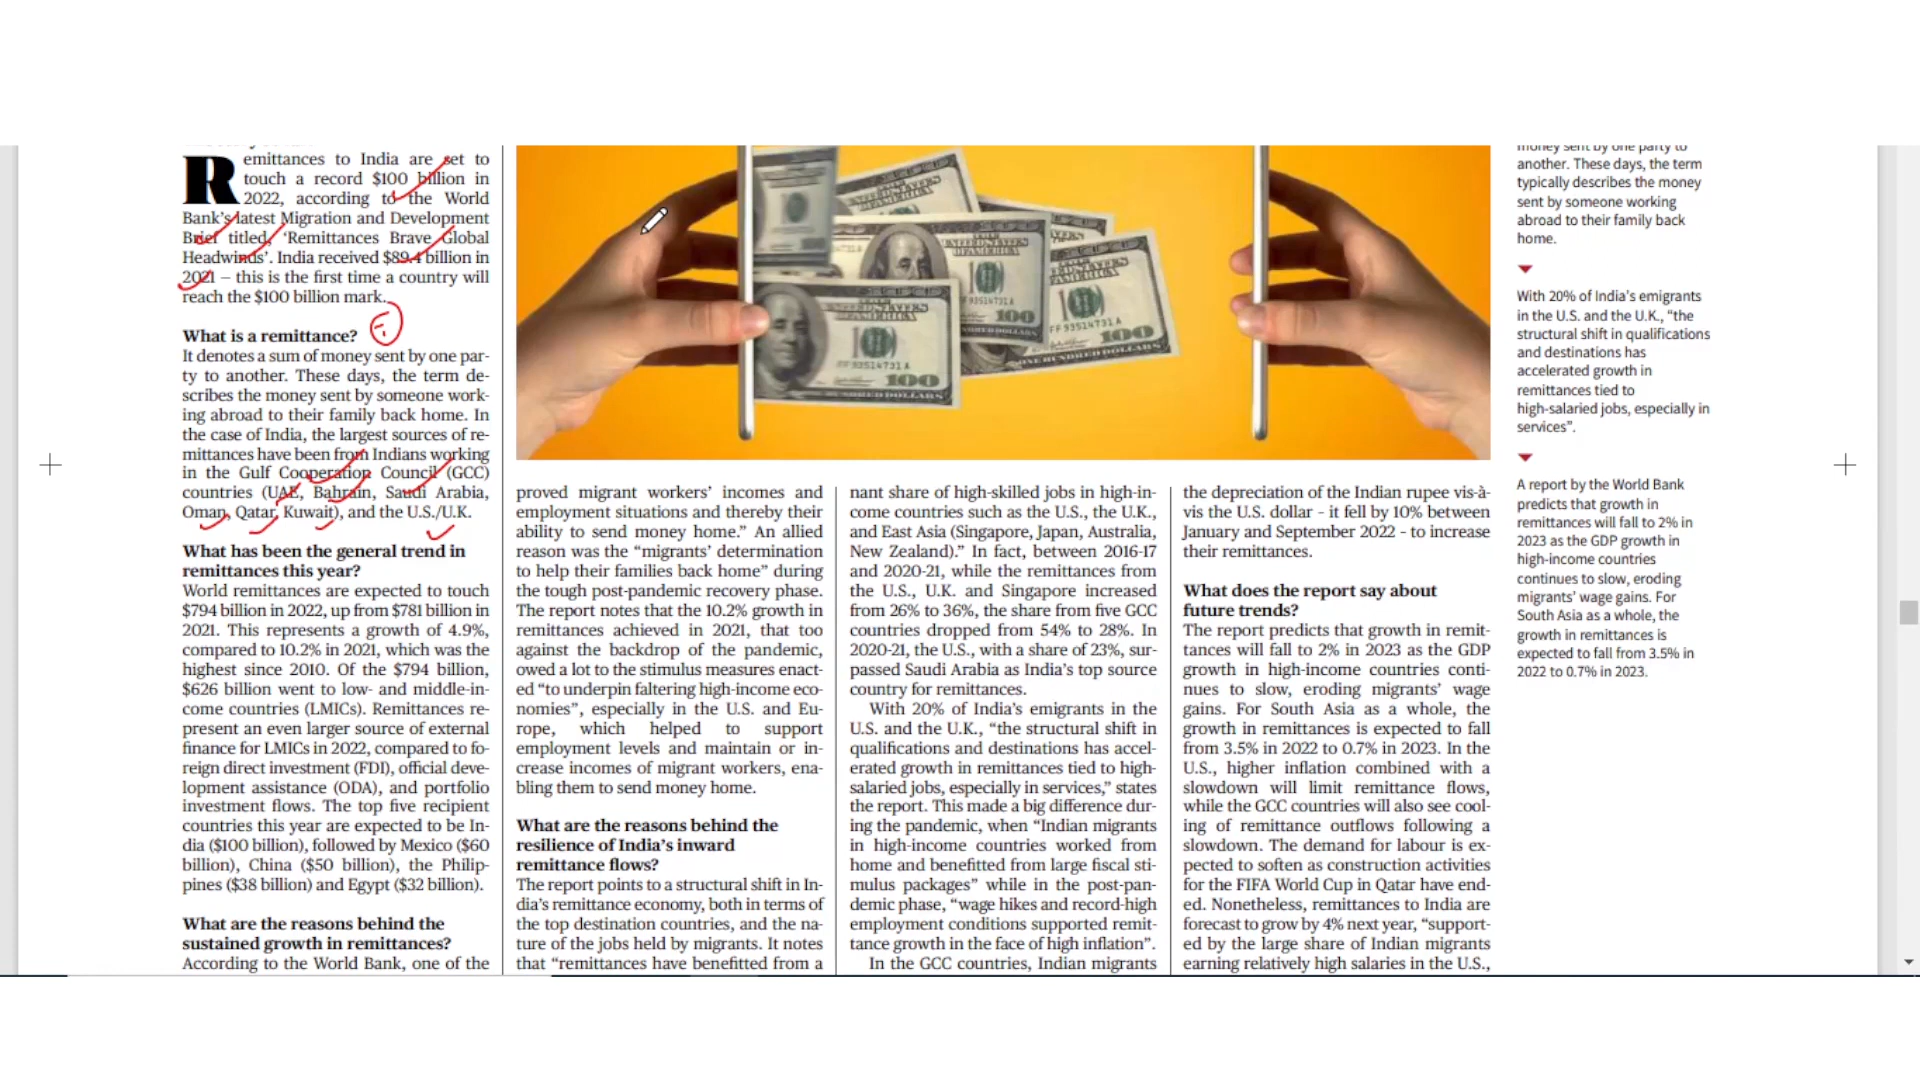 Remittances to India are set to
touch a record $100 billion in
2022, according to the World
Bank's latest Migration and Development
Brief titled, ‘Remittances Brave Global
Headwinds’. India received $89.4 billion in
2021 – this is the first time a country will
reach the $100 billion mark.
What is a remittance?
It denotes a sum of money sent by one par-
ty to another. These days, the term de-
scribes the money sent by someone work-
ing abroad to their family back home. In
the case of India, the largest sources of re-
mittances have been from Indians working
in the Gulf Cooperation Council (GCC)
countries (UAE, Bahrain, Saudi Arabia,
Oman, Qatar, Kuwait), and the U.S./U.K.
What has been the general trend in
remittances this year?
World remittances are expected to touch
$794 billion in 2022, up from $781 billion in
2021. This represents a growth of 4.9%,
compared to 10.2% in 2021, which was the
highest since 2010. Of the $794 billion,
$626 billion went to low- and middle-in-
come countries (LMICs). Remittances re-
present an even larger source of external
finance for LMICs in 2022, compared to fo-
reign direct investment (FDI), official deve-
lopment assistance (ODA), and portfolio
investment flows. The top five recipient
countries this year are expected to be In-
dia ($100 billion), followed by Mexico ($60
billion), China ($50 billion), the Philip-
pines ($38 billion) and Egypt ($32 billion).
What are the reasons behind the
sustained growth in remittances?
According to the World Bank, one of the
proved migrant workers’ incomes and
employment situations and thereby their
ability to send money home.” An allied
reason was the “migrants’ determination
to help their families back home” during
the tough post-pandemic recovery phase.
The report notes that the 10.2% growth in
remittances achieved in 2021, that too
against the backdrop of the pandemic,
owed a lot to the stimulus measures enact-
ed “to underpin faltering high-income eco-
nomies”, especially in the U.S. and Eu-
rope, which helped to support
employment levels and maintain or in-
crease incomes of migrant workers, ena-
bling them to send money home.
What are the reasons behind the
resilience of India’s inward
remittance flows?
The report points to a structural shift in In-
dia’s remittance economy, both in terms of
the top destination countries, and the na-
ture of the jobs held by migrants. It notes
that “remittances have benefitted from a
nant share of high-skilled jobs in high-in-
come countries such as the U.S., the U.K.,
and East Asia (Singapore, Japan, Australia,
New Zealand).” In fact, between 2016-17
and 2020-21, while the remittances from
the U.S., U.K. and Singapore increased
from 26% to 36%, the share from five GCC
countries dropped from 54% to 28%. In
2020-21, the U.S., with a share of 23%, sur-
passed Saudi Arabia as India’s top source
country for remittances.
With 20% of India’s emigrants in the
U.S. and the U.K., “the structural shift in
qualifications and destinations has accel-
erated growth in remittances tied to high-
salaried jobs, especially in services,” states
the report. This made a big difference dur-
ing the pandemic, when “Indian migrants
in high-income countries worked from
home and benefitted from large fiscal sti-
mulus packages” while in the post-pan-
demic phase, “wage hikes and record-high
employment conditions supported remit-
tance growth in the face of high inflation”.
In the GCC countries, Indian migrants
the depreciation of the Indian rupee vis-à-
vis the U.S. dollar - it fell by 10% between
January and September 2022 - to increase
their remittances.
What does the report say about
future trends?
The report predicts that growth in remit-
tances will fall to 2% in 2023 as the GDP
growth in high-income countries conti-
nues to slow, eroding migrants’ wage
gains. For South Asia as a whole, the
growth in remittances is expected to fall
from 3.5% in 2022 to 0.7% in 2023. In the
U.S., higher inflation combined with a
slowdown will limit remittance flows,
while the GCC countries will also see cool-
ing of remittance outflows following a
slowdown. The demand for labour is ex-
pected to soften as construction activities
for the FIFA World Cup in Qatar have end-
ed. Nonetheless, remittances to India are
forecast to grow by 4% next year, “support-
ed by the large share of Indian migrants
earning relatively high salaries in the U.S.,
money sent by one party to
another. These days, the term
typically describes the money
sent by someone working
abroad to their family back
home.
With 20% of India’s emigrants
in the U.S. and the U.K., “the
structural shift in qualifications
and destinations has
accelerated growth in
remittances tied to
high-salaried jobs, especially in
services”.
A report by the World Bank
predicts that growth in
remittances will fall to 2% in
2023 as the GDP growth in
high-income countries
continues to slow, eroding
migrants’ wage gains. For
South Asia as a whole, the
growth in remittances is
expected to fall from 3.5% in
2022 to 0.7% in 2023.